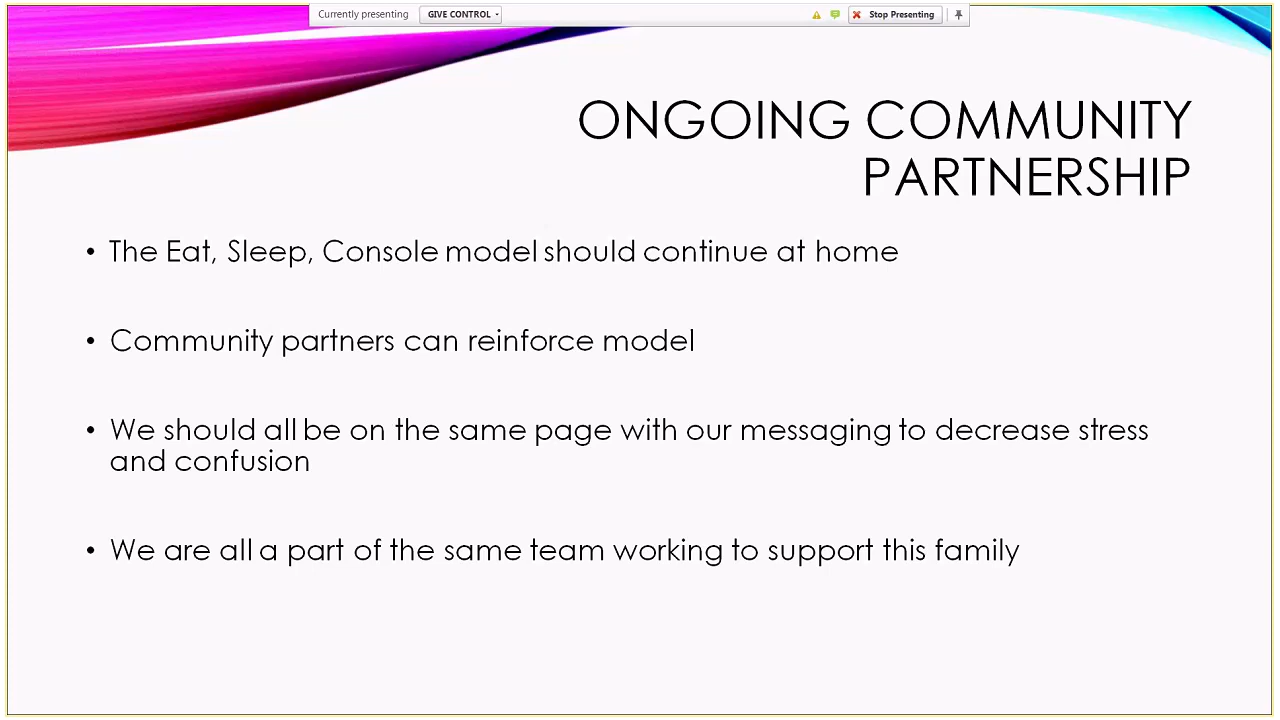 Currently presenting GIVE CONTROL Stop Presenting
ONGOING COMMUNITY
PARTNERSHIP
• The Eat, Sleep, Console model should continue at home
• Community partners can reinforce model
• We should all be on the same page with our messaging to decrease stress
and confusion
• We are all a part of the same team working to support this family